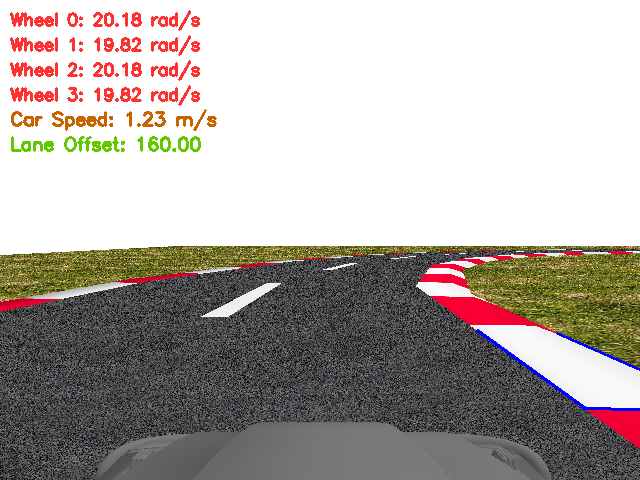 Wheel 0: 20.18 rad/s
Wheel 1: 19.82 rad/s
Wheel 2: 20.18 rad/s
Wheel 3: 19.82 rad/s
Car Speed: 1.23 m/s
Lane Offset: 160.00